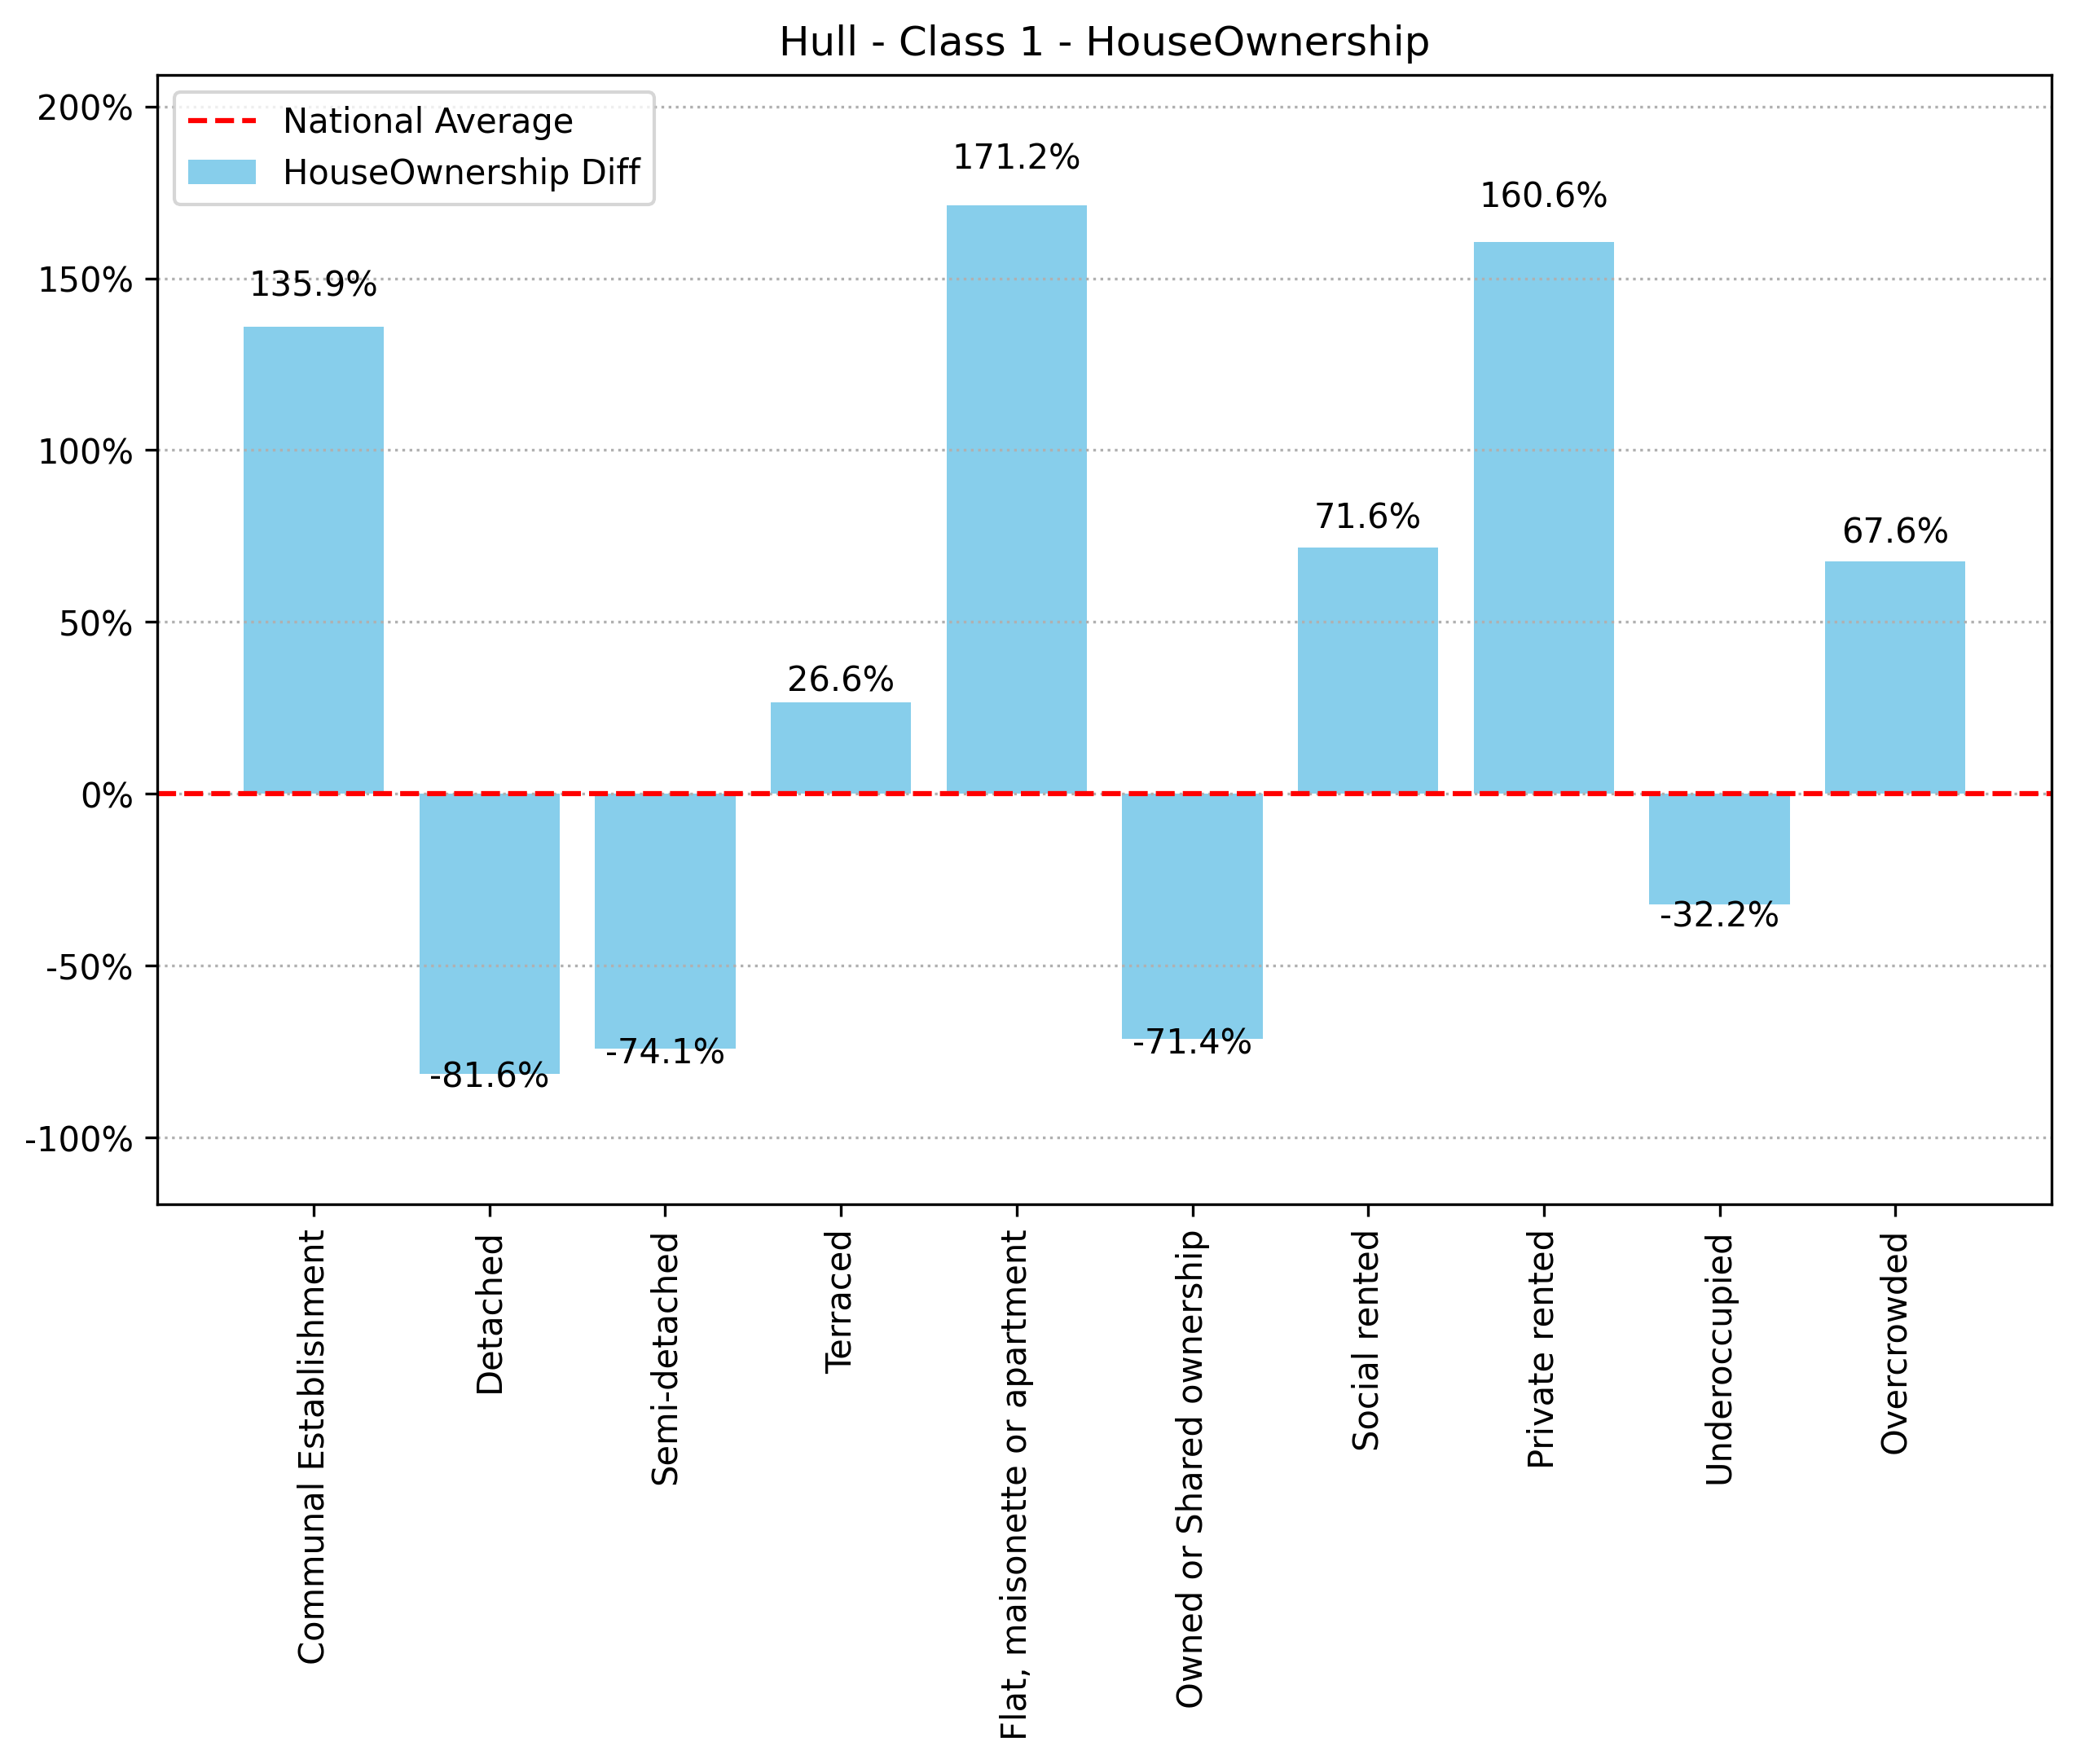 Hull - Class 1 - HouseOwnership
National Average
HouseOwnership Diff
200%
150%
100%
50%
0%
-50%
-100%
135.9%
-81.6%
-74.1%
26.6%
171.2%
-71.4%
71.6%
160.6%
-32.2%
67.6%
Communal Establishment
Detached
Semi-detached
Terraced
Flat, maisonette or apartment
Owned or Shared ownership
Social rented
Private rented
Underoccupied
Overcrowded